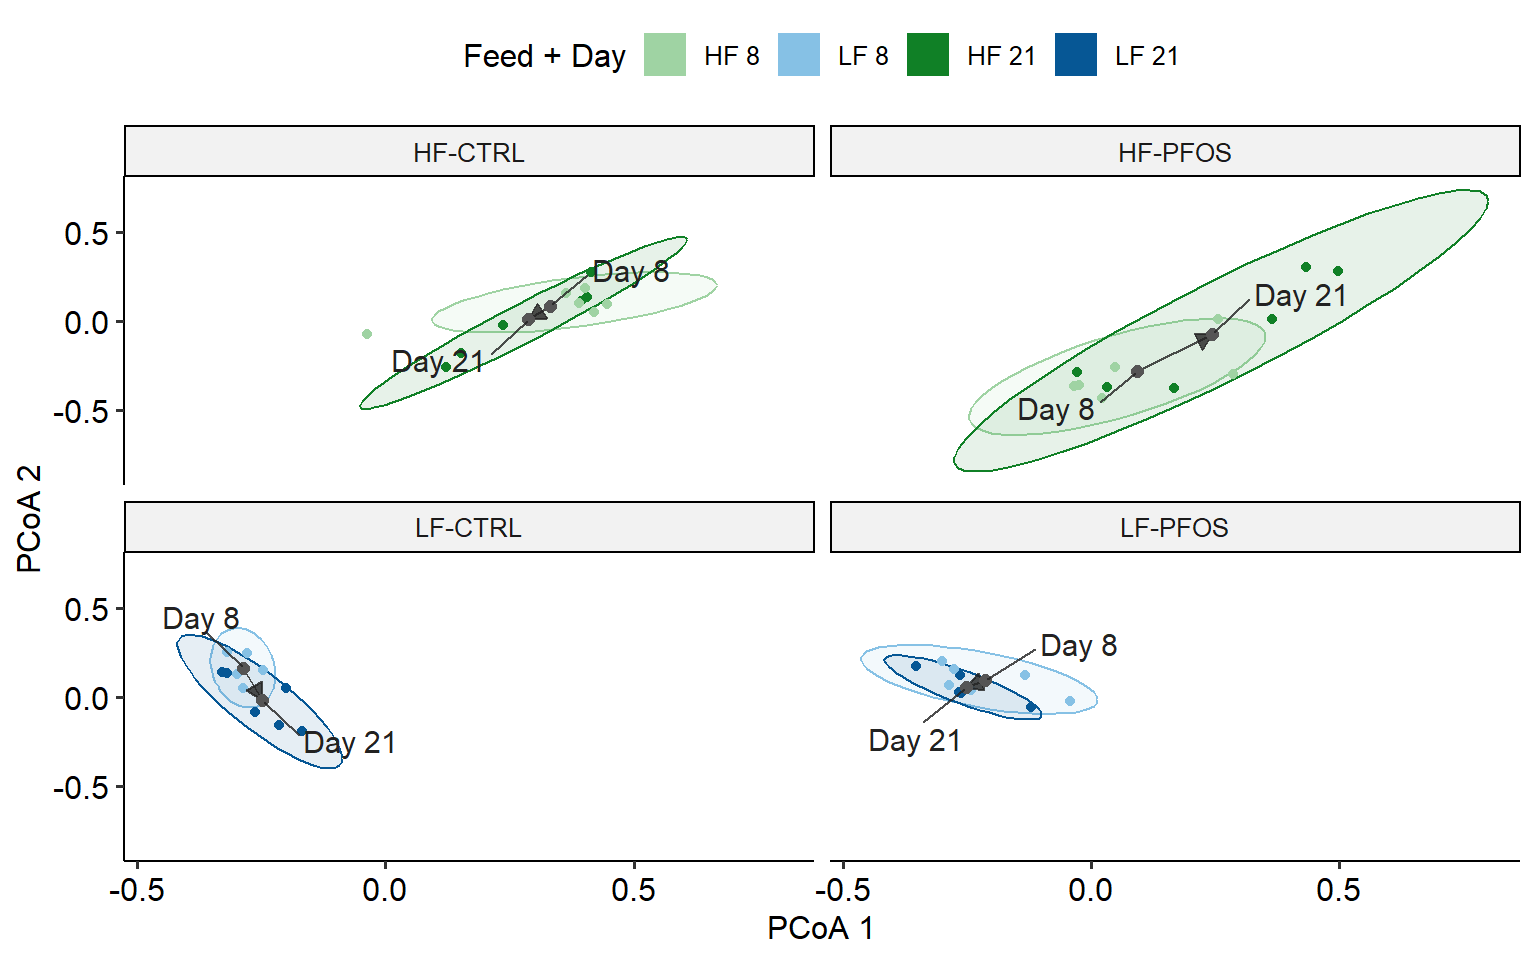 Feed + Day HF 8 LF 8 HF 21 LF 21
HF-CTRL HF-PFOS
0.5
0.0
-0.5
Day 8
Day 21
Day 21
Day 8
PCoA 2
LF-CTRL LF-PFOS
0.5
0.0
-0.5
Day 8
Day 21
Day 8
Day 21
-0.5 0.0 0.5 -0.5 0.0 0.5
PCoA 1